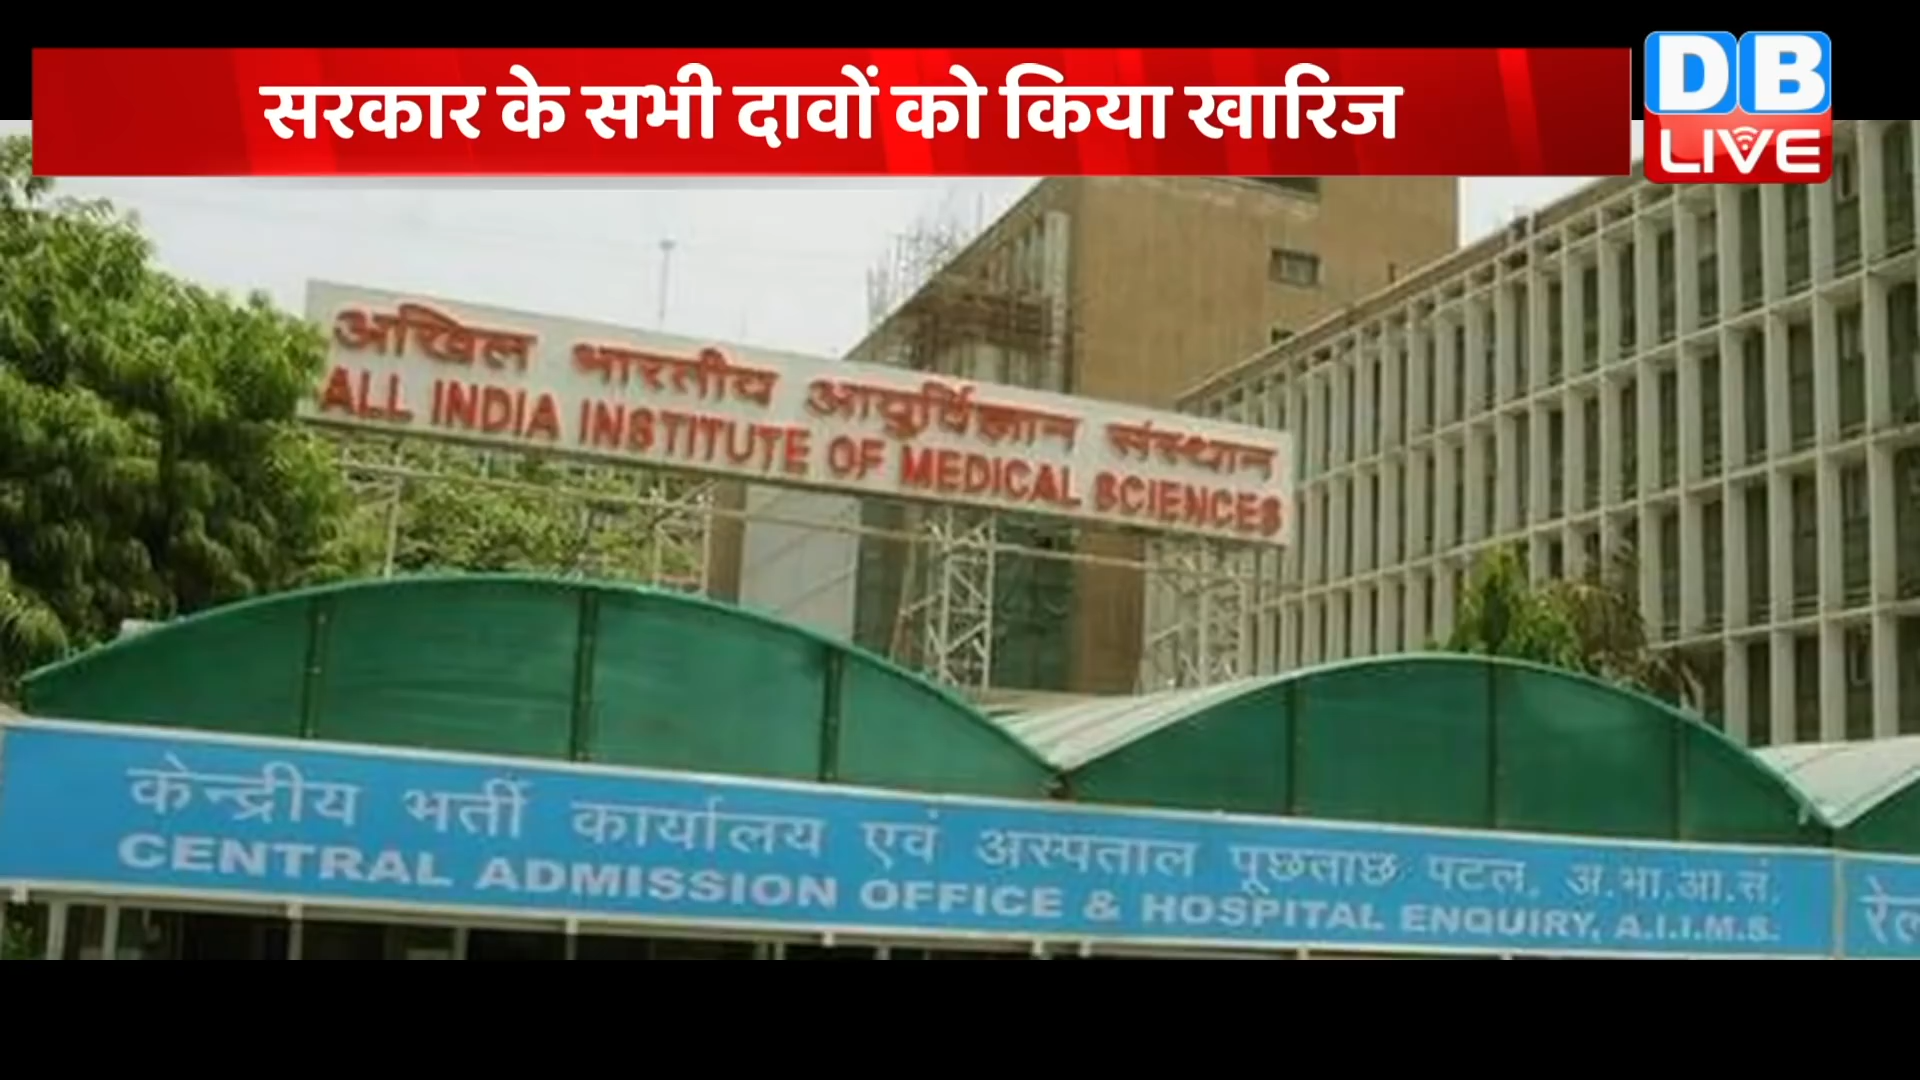 सरकार के सभी दावों को किया खारिज
DB
LIVE
अखिल भारतीय आयुर्विज्ञान संस्थान
ALL INDIA INSTITUTE OF MEDICAL SCIENCES
केन्द्रीय भर्ती कार्यालय एवं अस्पताल पूछताछ पटल. अ.भा.आ.सं.
CENTRAL ADMISSION OFFICE & HOSPITAL ENQUIRY, A.I.I.M.S.